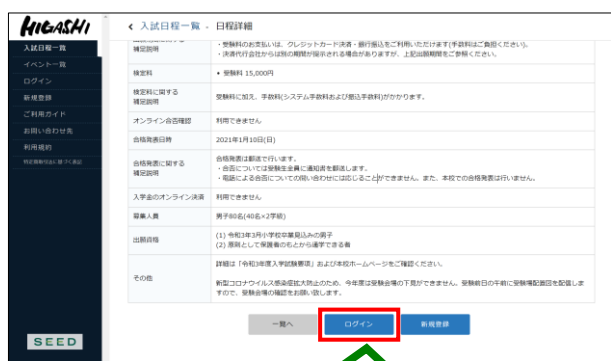 HIGASHI
入試日程一覧
イベント一覧
ログイン
新規登録
ご利用ガイド
お問い合わせ先
利用規約
特定商取引法に基づく表記
SEED
< 入試日程一覧 - 日程詳細
補足説明
・受験料のお支払いは、クレジットカード決済・銀行振込をご利用いただけます(手数料はご負担ください)。
・決済代行会社からは別の期間が提示される場合がありますが、上記出願期間をご参照ください。
検定料
• 受験料 15,000円
検定料に関する
補足説明
受験料に加え、手数料(システム手数料および振込手数料)がかかります。
オンライン合否確認
利用できません
合格発表日時
2021年1月10日(日)
合格発表に関する
補足説明
合格発表は郵送で行います。
・合否については受験生全員に通知書を郵送します。
・電話による合否についての問い合わせには応じることができません。また、本校での合格発表は行いません。
入学金のオンライン決済
利用できません
募集人員
男子80名(40名×2学級)
出願資格
(1) 令和3年3月小学校卒業見込みの男子
(2) 原則として保護者のもとから通学できる者
その他
詳細は「令和3年度入学試験要項」および本校ホームページをご確認ください。
新型コロナウイルス感染症拡大防止のため、今年度は受験会場の下見ができません。受験前日の午前に受験場配置図を配信しま
すので、受験会場の確認をお願い致します。
一覧へ
ログイン
新規登録